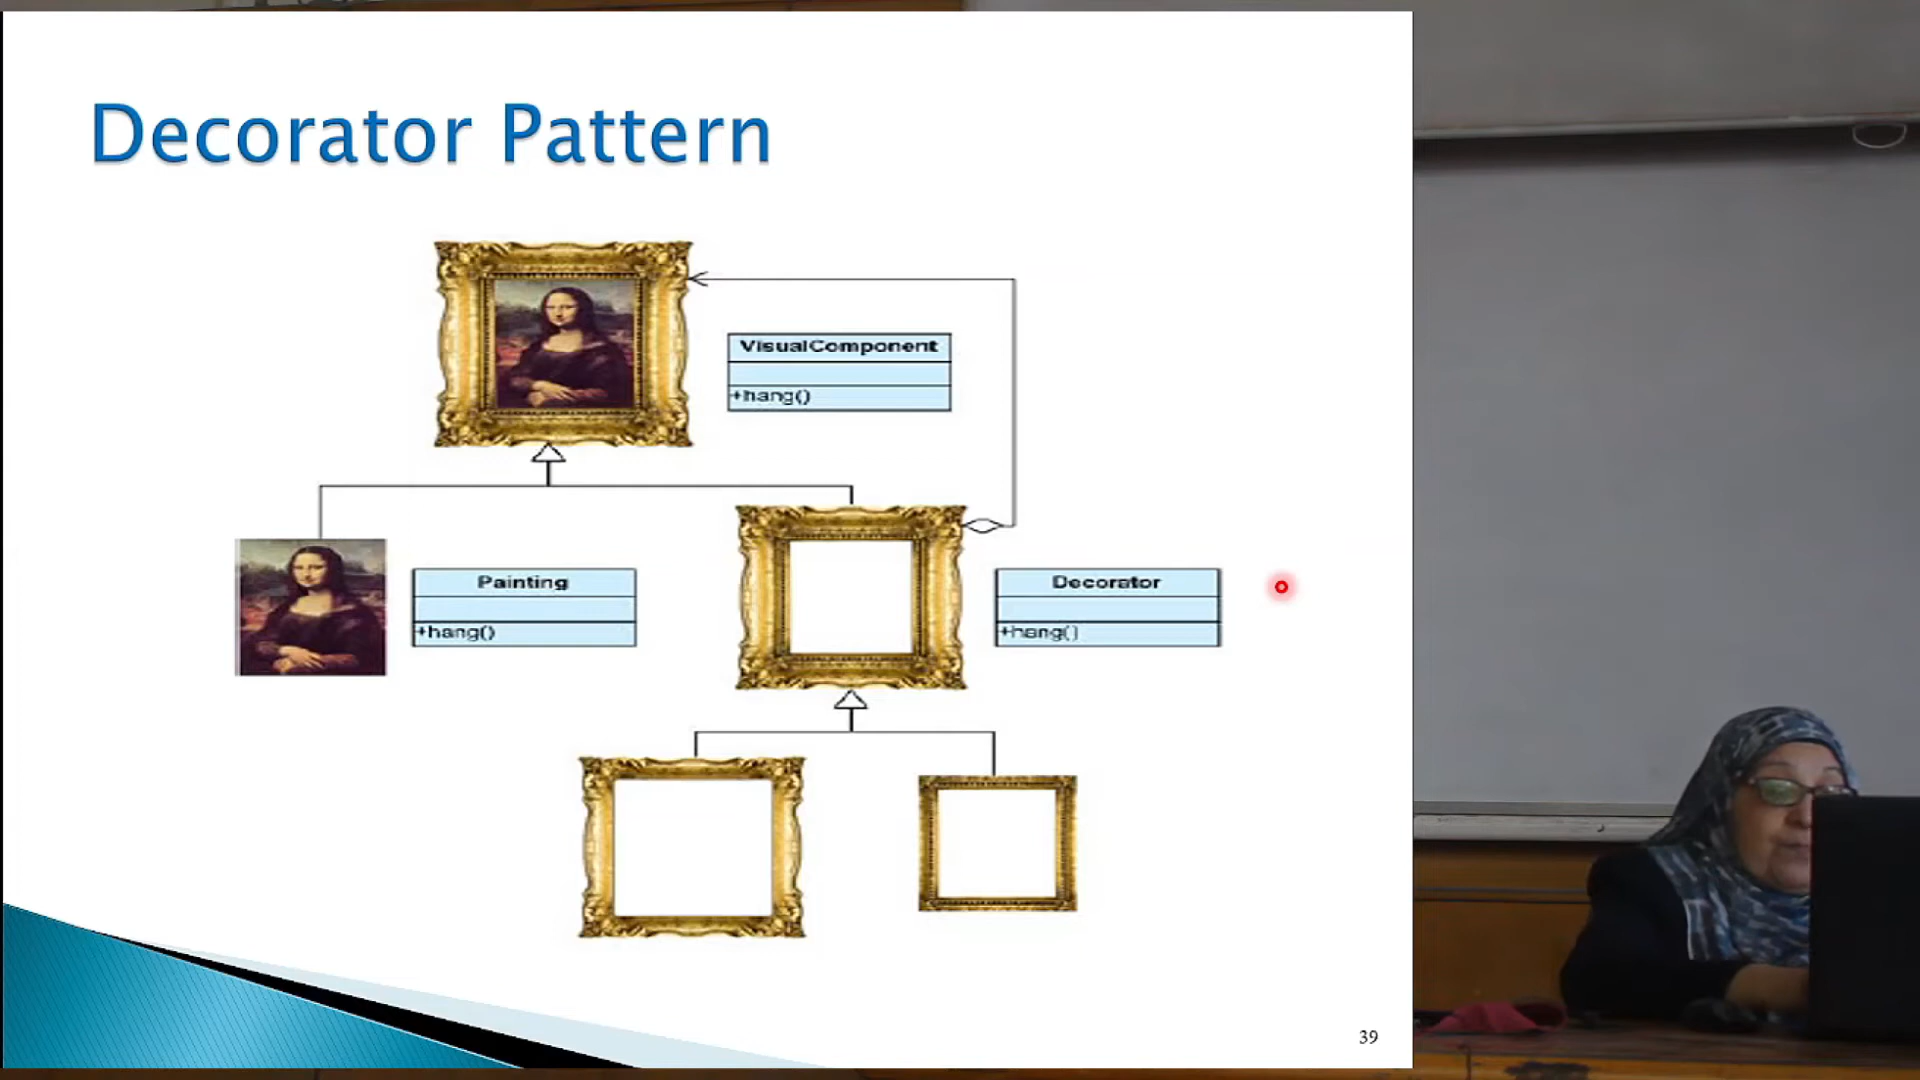 Decorator Pattern
VisualComponent
+hang()
Painting
+hang()
Decorator
+hang()
39